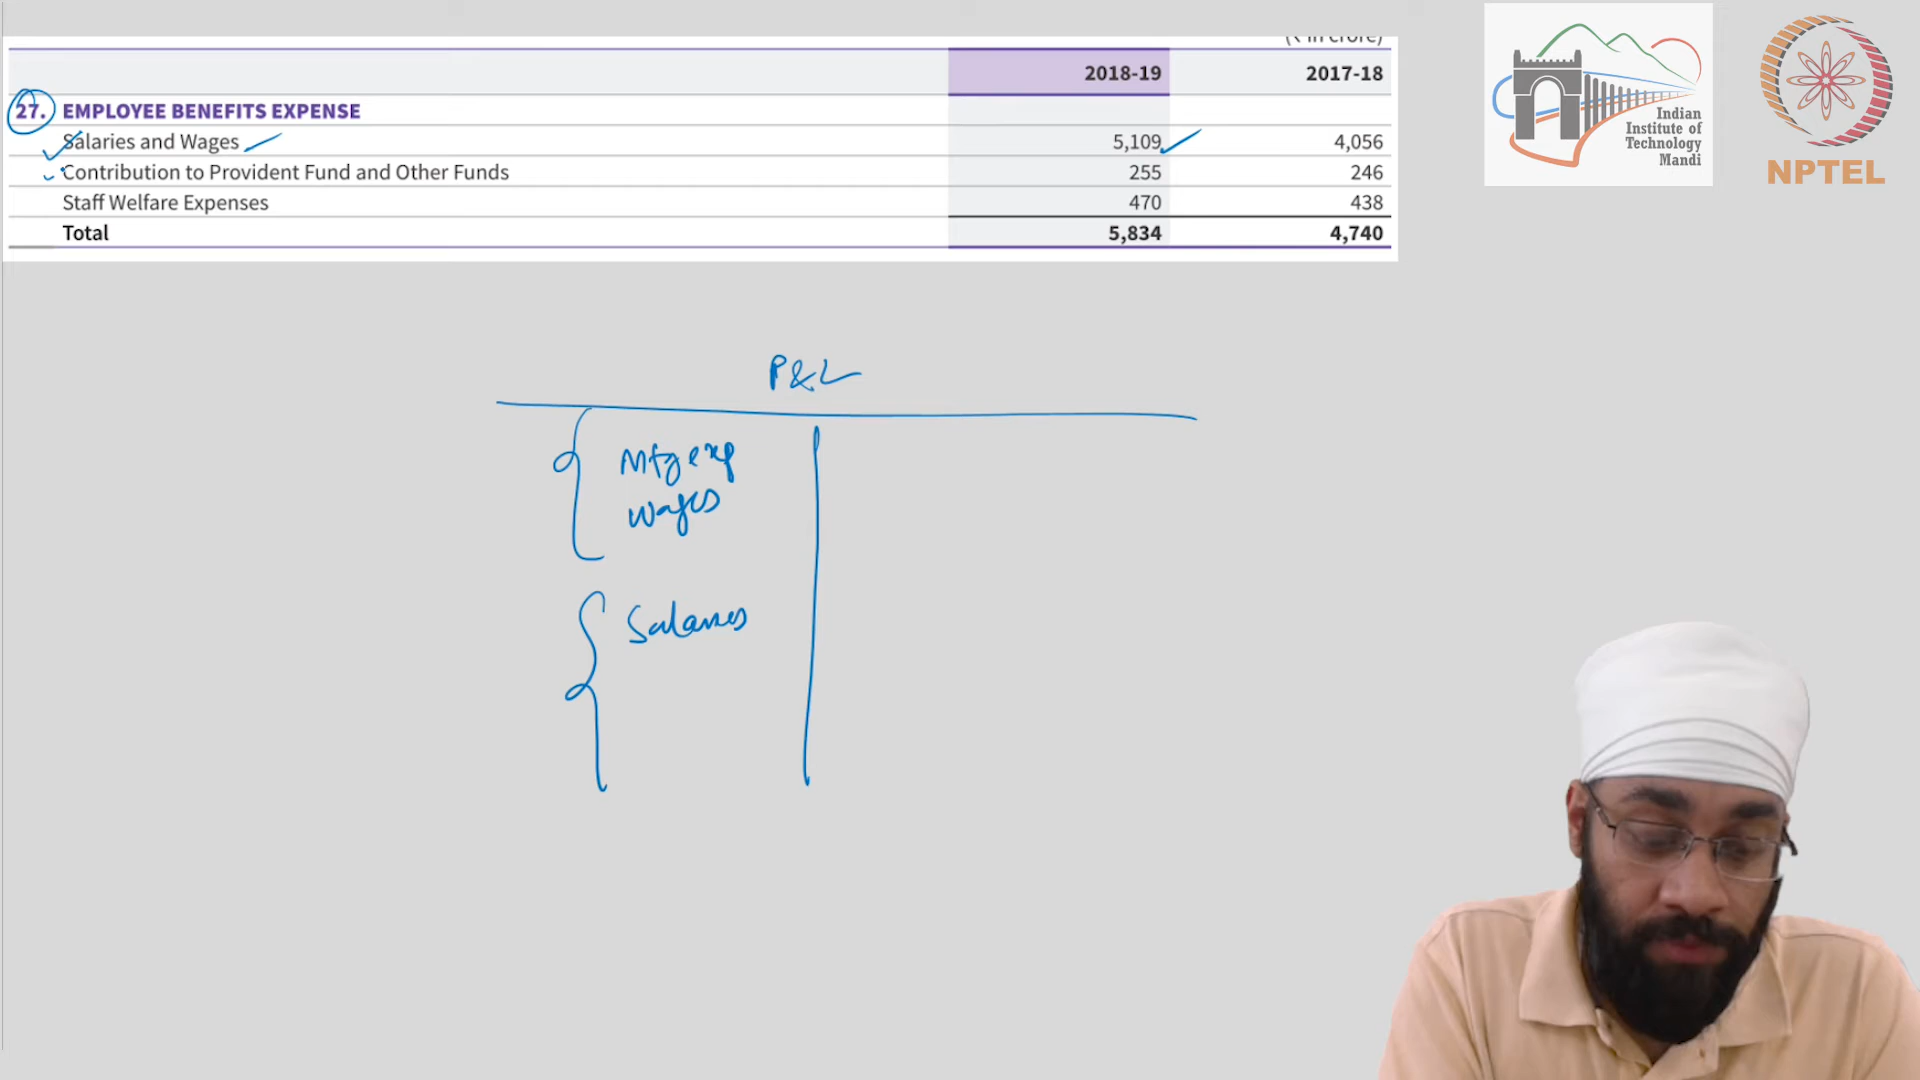 (₹ in crore)
2018-19 2017-18
27. EMPLOYEE BENEFITS EXPENSE
Salaries and Wages 5,109 4,056
Contribution to Provident Fund and Other Funds 255 246
Staff Welfare Expenses 470 438
Total 5,834 4,740
Indian
Institute of
Technology
Mandi
NPTEL
P&L
Mfg exp
Wages
Salaries